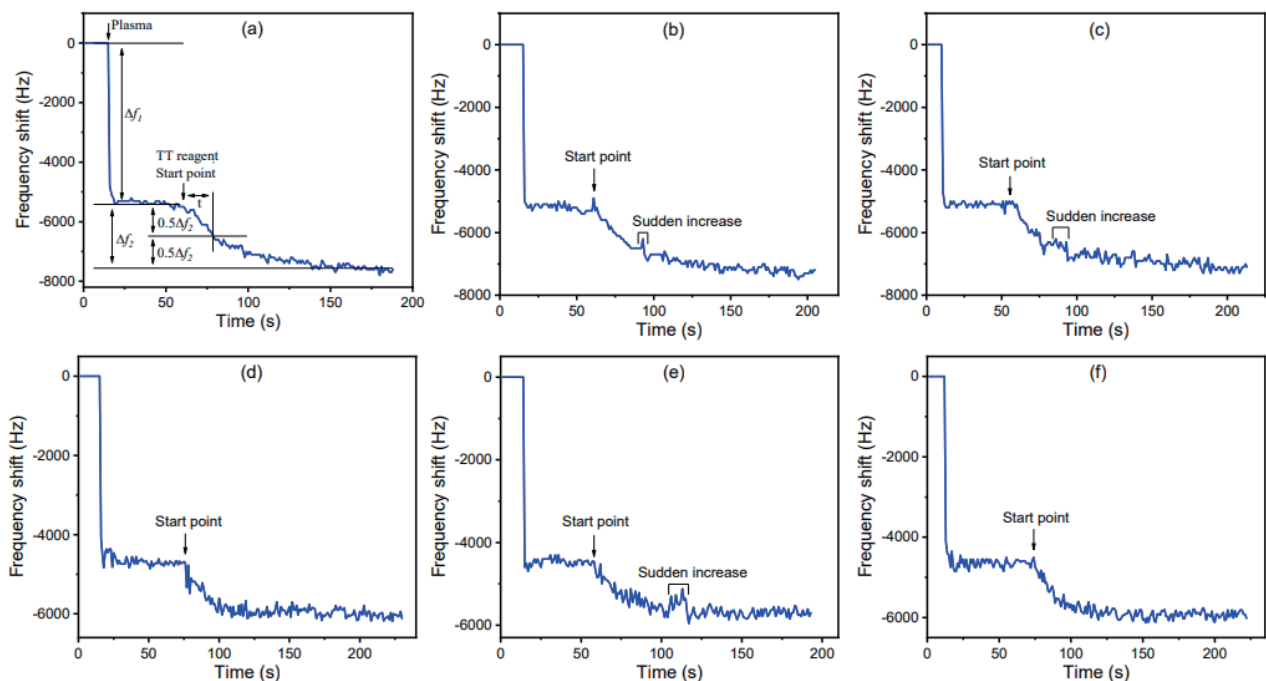 (a)
Plasma
0
-2000
-4000
-6000
-8000
Frequency shift (Hz)
Δf1
TT reagent
Start point
t
0.5Δf2
Δf2
0.5Δf2
0 50 100 150 200
Time (s)
(b)
0
-2000
-4000
-6000
-8000
Frequency shift (Hz)
Start point
Sudden increase
0 50 100 150 200
Time (s)
(c)
0
-2000
-4000
-6000
-8000
Frequency shift (Hz)
Start point
Sudden increase
0 50 100 150 200
Time (s)
(d)
0
-2000
-4000
-6000
Frequency shift (Hz)
Start point
0 50 100 150 200
Time (s)
(e)
0
-2000
-4000
-6000
Frequency shift (Hz)
Start point
Sudden increase
0 50 100 150 200
Time (s)
(f)
0
-2000
-4000
-6000
Frequency shift (Hz)
Start point
0 50 100 150 200
Time (s)